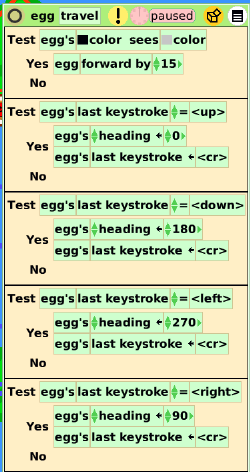 egg travel ! paused
Test egg's color sees color
Yes egg forward by 15
No
Test egg's last keystroke = <up>
Yes egg's heading ← 0
egg's last keystroke ← <cr>
No
Test egg's last keystroke = <down>
Yes egg's heading ← 180
egg's last keystroke ← <cr>
No
Test egg's last keystroke = <left>
Yes egg's heading ← 270
egg's last keystroke ← <cr>
No
Test egg's last keystroke = <right>
Yes egg's heading ← 90
egg's last keystroke ← <cr>
No